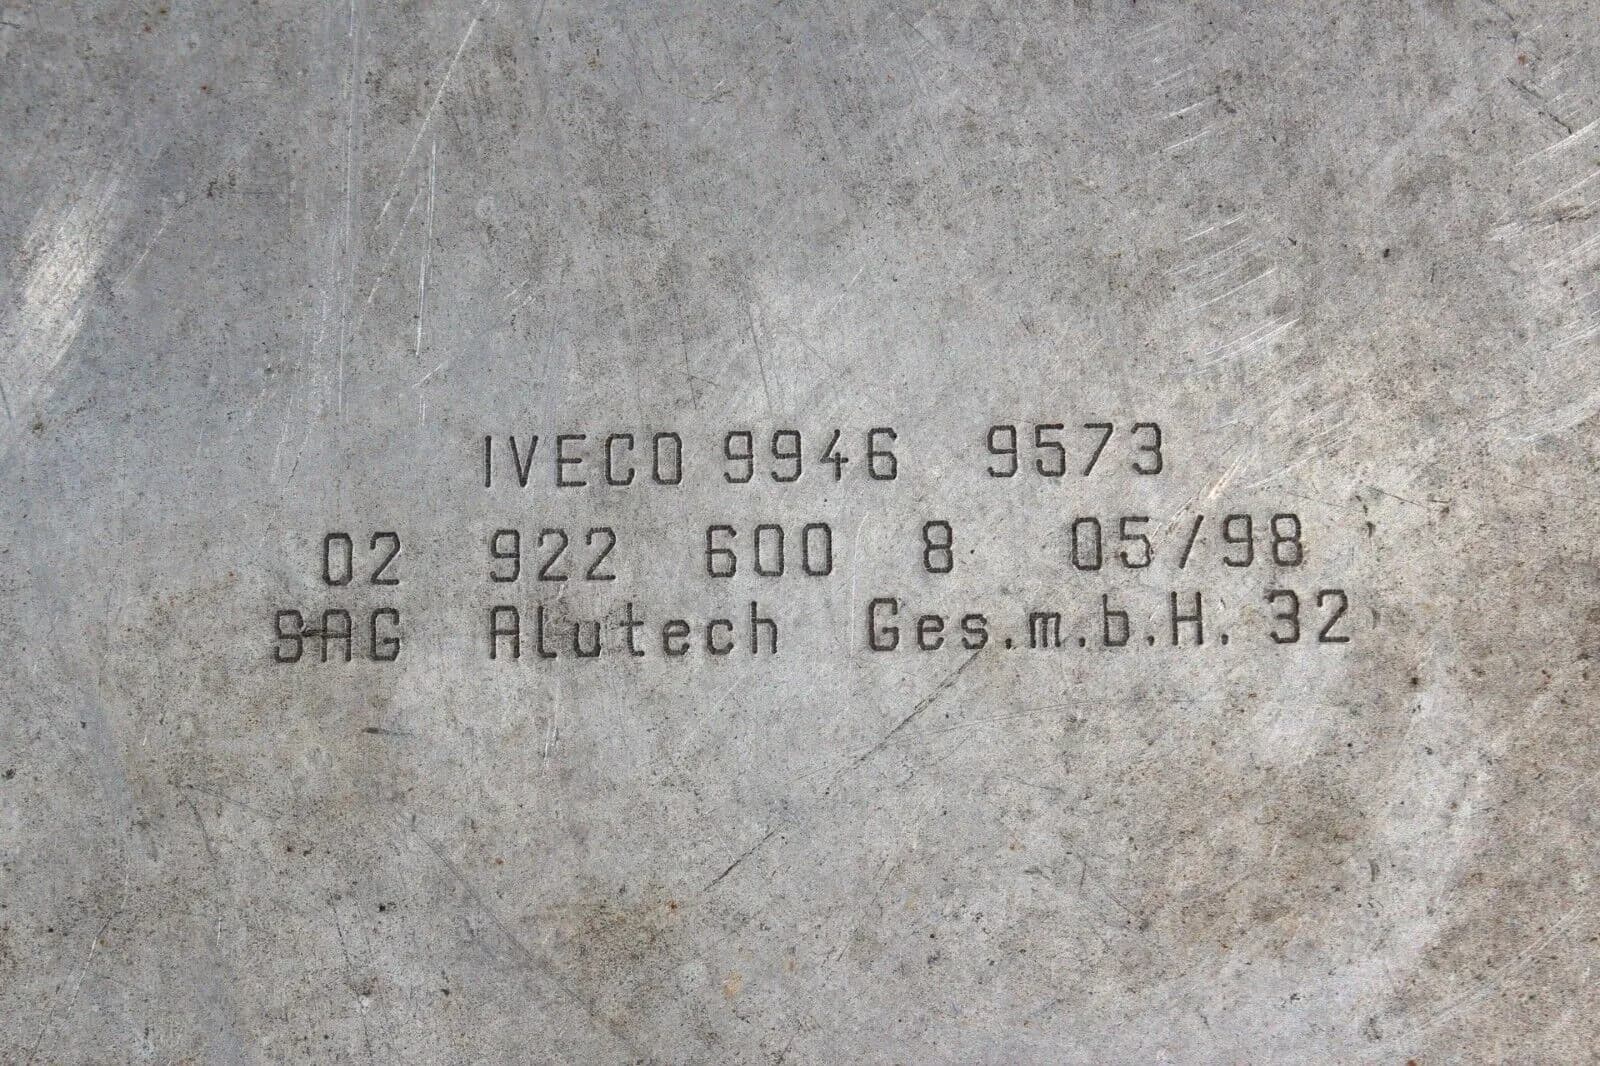 IVECO 9946 9573
02 922 600 8 05/98
SAG Alutech Ges.m.b.H. 32